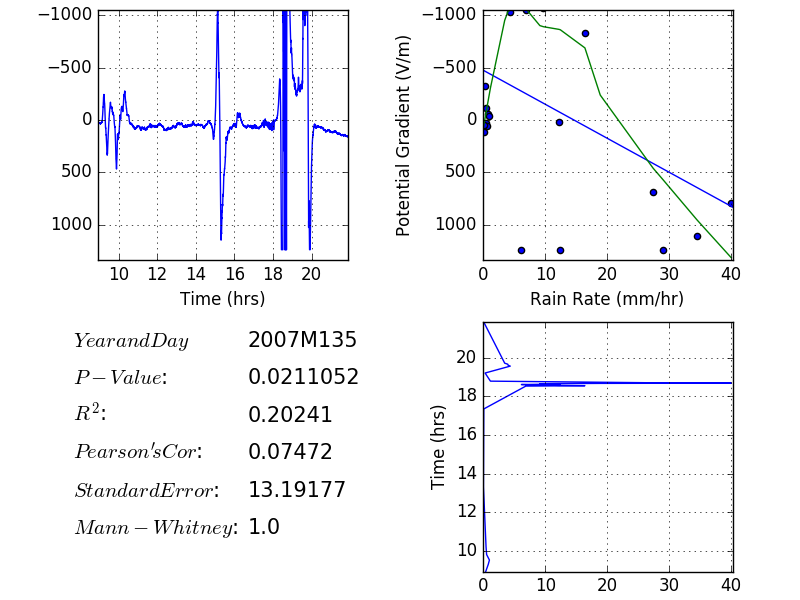 −1000
−500
0
500
1000
10 12 14 16 18 20
Time (hrs)
−1000
−500
0
500
1000
Potential Gradient (V/m)
0 10 20 30 40
Rain Rate (mm/hr)
YearandDay 2007M135
P − Value: 0.0211052
R²: 0.20241
Pearson'sCor: 0.07472
StandardError: 13.19177
Mann − Whitney: 1.0
20
18
16
14
12
10
Time (hrs)
0 10 20 30 40